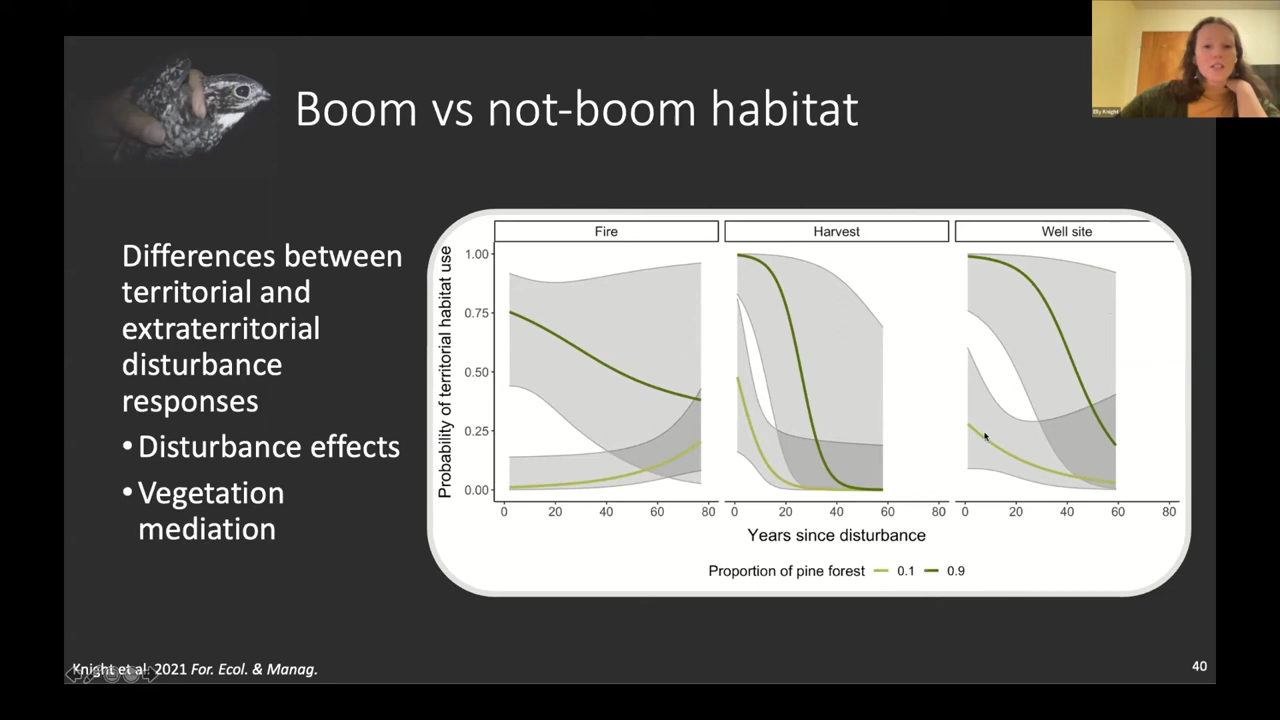 Elly Knight
Boom vs not-boom habitat
Differences between
territorial and
extraterritorial
disturbance
responses
• Disturbance effects
• Vegetation
mediation
Fire
Harvest
Well site
Probability of territorial habitat use
1.00
0.75
0.50
0.25
0.00
0 20 40 60 80
0 20 40 60 80
0 20 40 60 80
Years since disturbance
Proportion of pine forest 0.1 0.9
Knight et al. 2021 For. Ecol. & Manag.
40